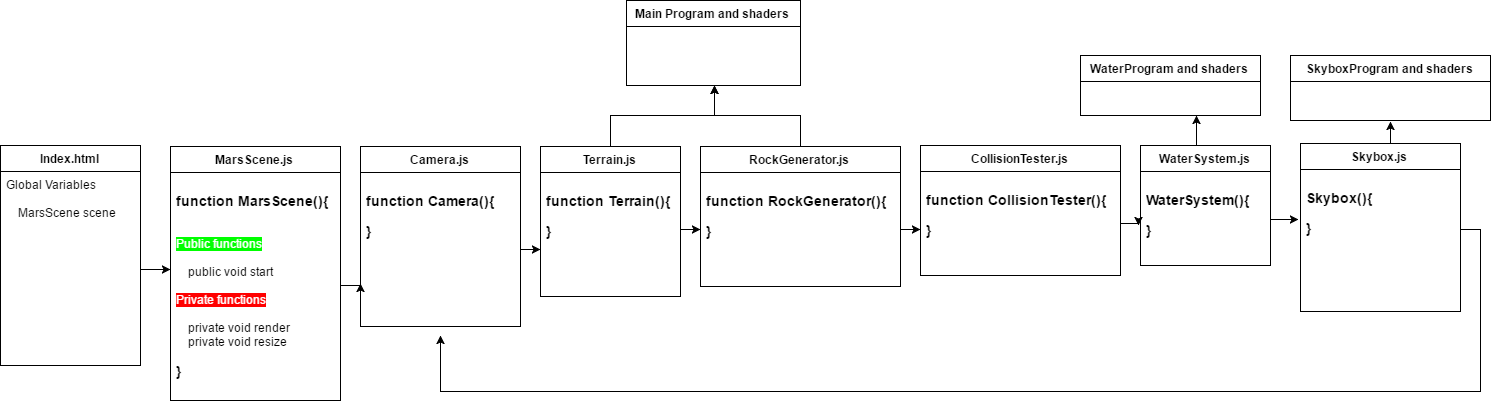 Main Program and shaders
WaterProgram and shaders
SkyboxProgram and shaders
Index.html
Global Variables
MarsScene scene
MarsScene.js
function MarsScene(){
Public functions
public void start
Private functions
private void render
private void resize
}
Camera.js
function Camera(){
}
Terrain.js
function Terrain(){
}
RockGenerator.js
function RockGenerator(){
}
CollisionTester.js
function CollisionTester(){
}
WaterSystem.js
WaterSystem(){
}
Skybox.js
Skybox(){
}